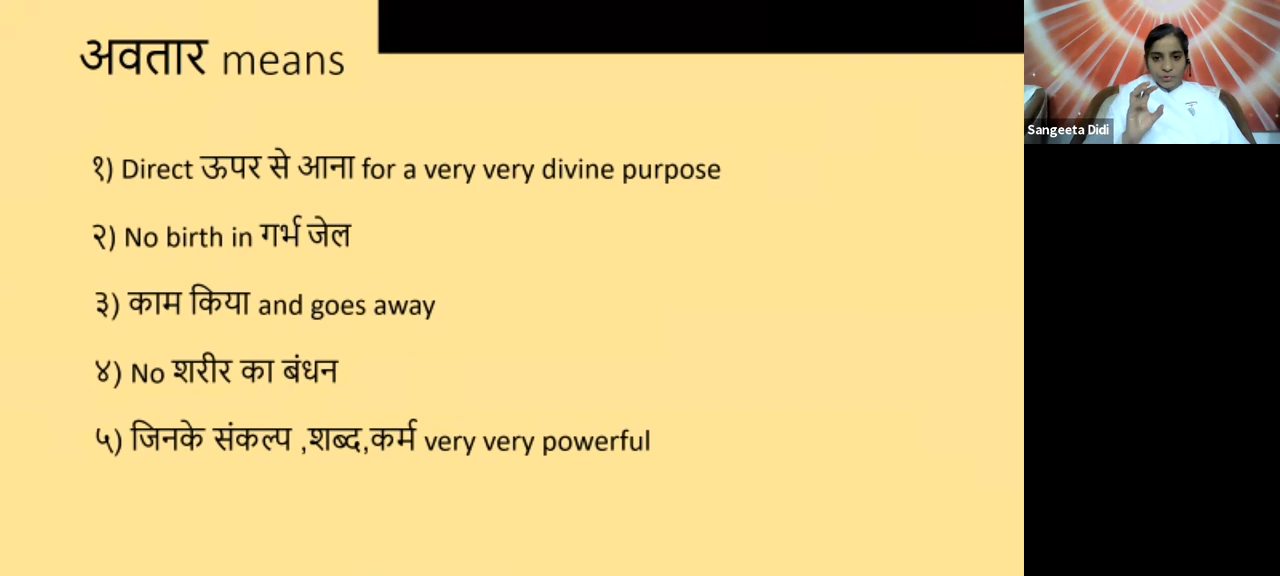 अवतार means
१) Direct ऊपर से आना for a very very divine purpose
२) No birth in गर्भ जेल
३) काम किया and goes away
४) No शरीर का बंधन
५) जिनके संकल्प ,शब्द,कर्म very very powerful
Sangeeta Didi